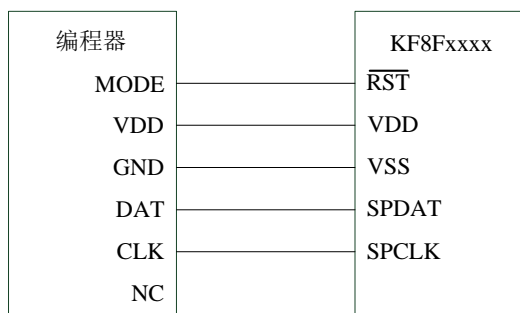 编程器 KF8Fxxxx
MODE RST
VDD VDD
GND VSS
DAT SPDAT
CLK SPCLK
NC